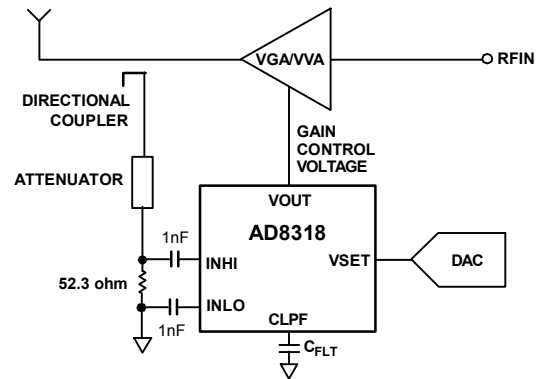 VGA/VVA
RFIN
DIRECTIONAL
COUPLER
GAIN
CONTROL
VOLTAGE
ATTENUATOR
VOUT
AD8318
1nF
INHI
VSET
DAC
52.3 ohm
INLO
1nF
CLPF
CFLT